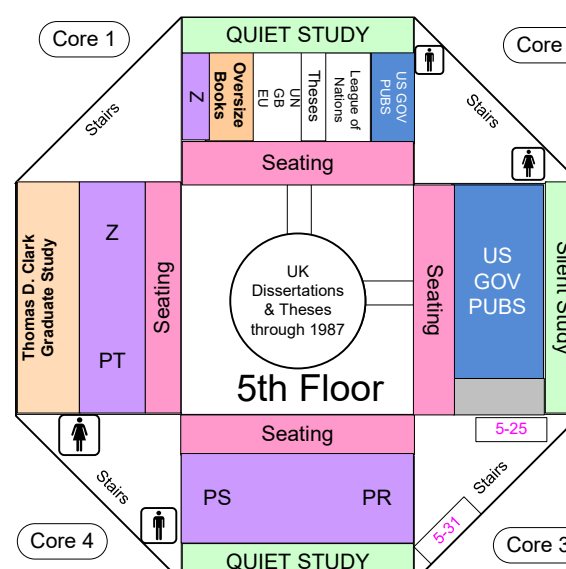 Core 1
QUIET STUDY
Core
Stairs
Z
Oversize
Books
UN
GB
EU
Theses
League of
Nations
US GOV
PUBS
Stairs
Seating
Thomas D. Clark
Graduate Study
Z
PT
Seating
UK
Dissertations
& Theses
through 1987
Seating
US
GOV
PUBS
Silent Study
5th Floor
Seating
5-25
Stairs
PS
PR
Stairs
5-31
Core 4
QUIET STUDY
Core 3